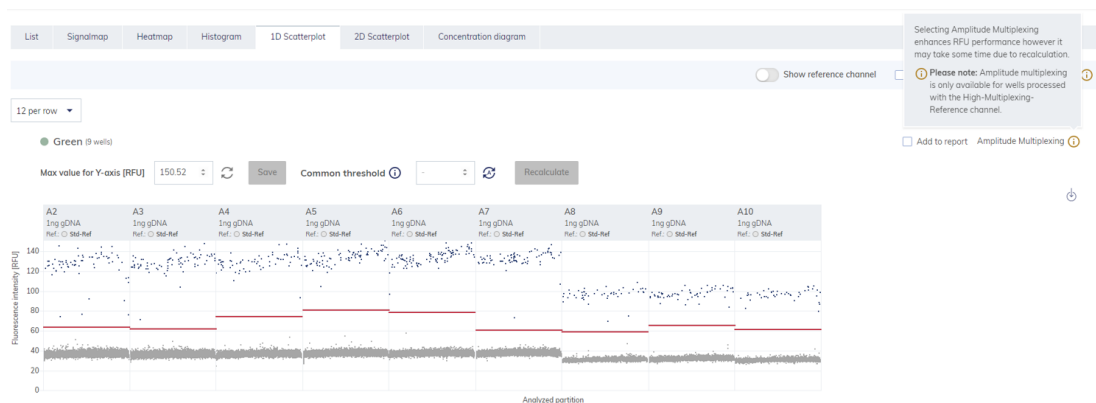 List Signalmap Heatmap Histogram 1D Scatterplot 2D Scatterplot Concentration diagram
Selecting Amplitude Multiplexing
enhances RFU performance however it
may take some time due to recalculation.
Please note: Amplitude multiplexing
is only available for wells processed
with the High-Multiplexing-
Reference channel.
Show reference channel
12 per row
Green (9 wells)
Add to report Amplitude Multiplexing
Max value for Y-axis [RFU] 150.52 Save Common threshold - Recalculate
A2 A3 A4 A5 A6 A7 A8 A9 A10
1ng gDNA 1ng gDNA 1ng gDNA 1ng gDNA 1ng gDNA 1ng gDNA 1ng gDNA 1ng gDNA 1ng gDNA
Ref.: Std-Ref Ref.: Std-Ref Ref.: Std-Ref Ref.: Std-Ref Ref.: Std-Ref Ref.: Std-Ref Ref.: Std-Ref Ref.: Std-Ref Ref.: Std-Ref
Fluorescence intensity [RFU]
140
120
100
80
60
40
20
0
Analyzed partition